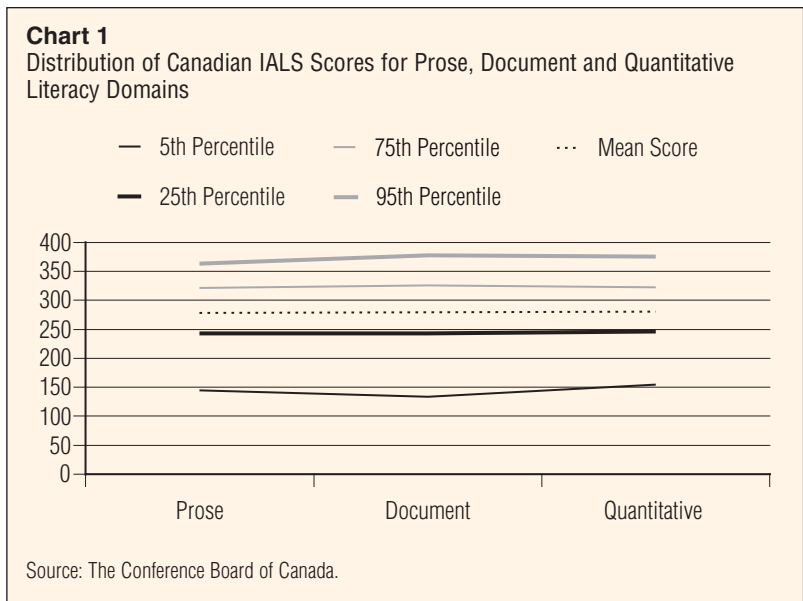 Chart 1
Distribution of Canadian IALS Scores for Prose, Document and Quantitative
Literacy Domains
5th Percentile 75th Percentile Mean Score
25th Percentile 95th Percentile
400
350
300
250
200
150
100
50
0
Prose Document Quantitative
Source: The Conference Board of Canada.